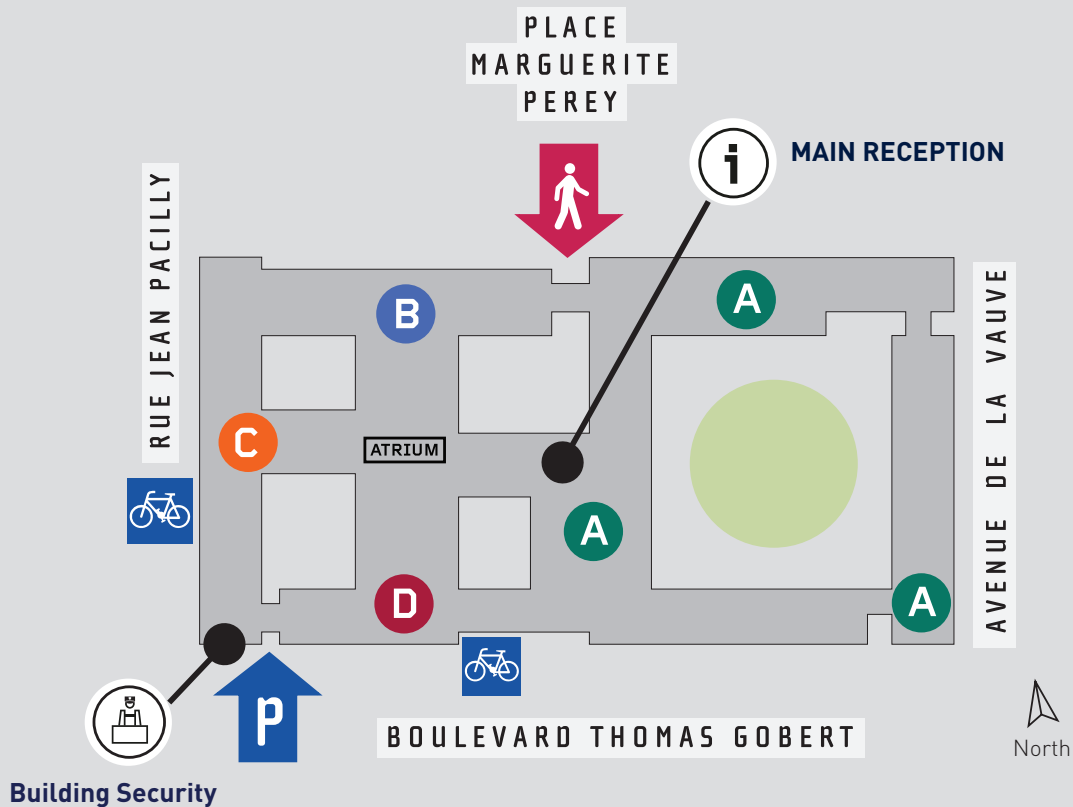 PLACE
MARGUERITE
PEREY
i
MAIN RECEPTION
RUE JEAN PACILLY
AVENUE DE LA VAUVE
A
B
C
ATRIUM
A
D
A
P
BOULEVARD THOMAS GOBERT
North
Building Security